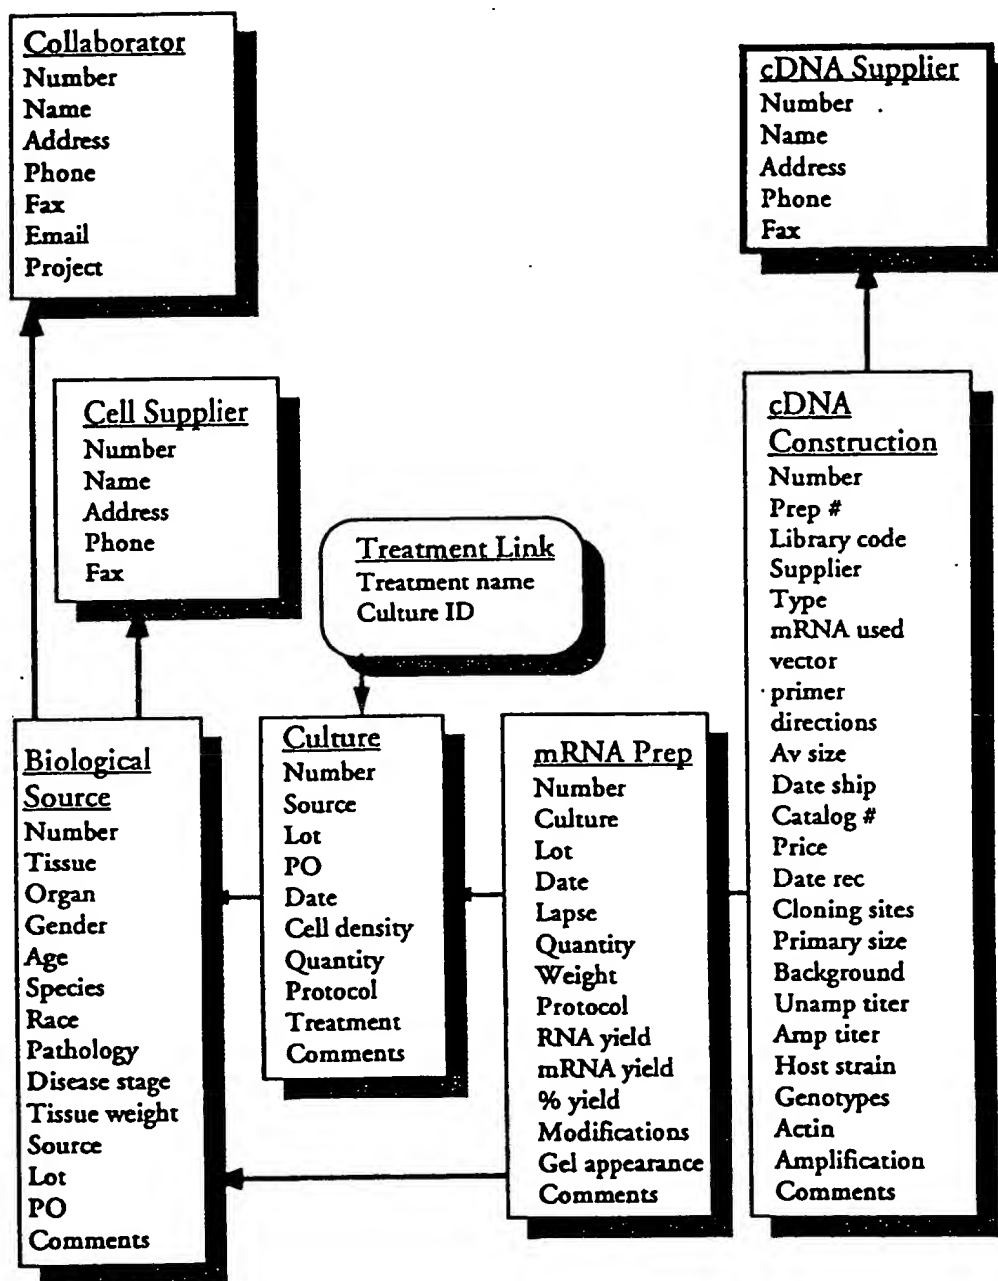 Collaborator
Number
Name
Address
Phone
Fax
Email
Project
cDNA Supplier
Number
Name
Address
Phone
Fax
Cell Supplier
Number
Name
Address
Phone
Fax
Treatment Link
Treatment name
Culture ID
Biological
Source
Number
Tissue
Organ
Gender
Age
Species
Race
Pathology
Disease stage
Tissue weight
Source
Lot
PO
Comments
Culture
Number
Source
Lot
PO
Date
Cell density
Quantity
Protocol
Treatment
Comments
mRNA Prep
Number
Culture
Lot
Date
Lapse
Quantity
Weight
Protocol
RNA yield
mRNA yield
% yield
Modifications
Gel appearance
Comments
cDNA
Construction
Number
Prep #
Library code
Supplier
Type
mRNA used
vector
primer
directions
Av size
Date ship
Catalog #
Price
Date rec
Cloning sites
Primary size
Background
Unamp titer
Amp titer
Host strain
Genotypes
Actin
Amplification
Comments